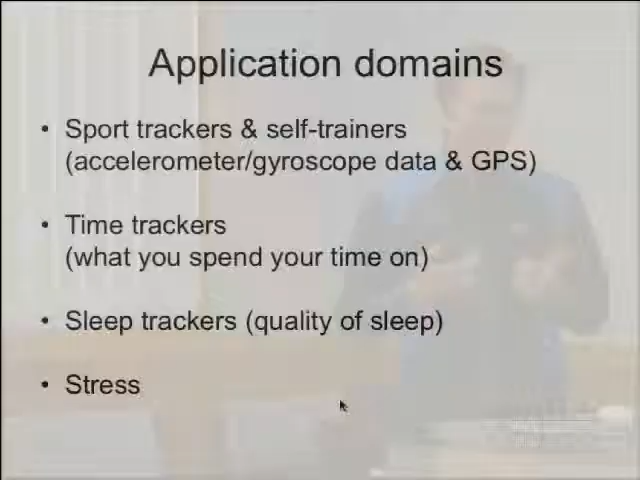 Application domains
• Sport trackers & self-trainers
(accelerometer/gyroscope data & GPS)
• Time trackers
(what you spend your time on)
• Sleep trackers (quality of sleep)
• Stress